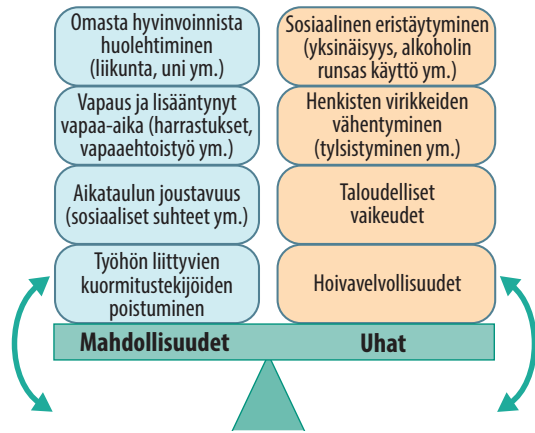 Omasta hyvinvoinnista
huolehtiminen
(liikunta, uni ym.)
Vapaus ja lisääntynyt
vapaa-aika (harrastukset,
vapaaehtoistyö ym.)
Aikataulun joustavuus
(sosiaaliset suhteet ym.)
Työhön liittyvien
kuormitustekijöiden
poistuminen
Mahdollisuudet
Sosiaalinen eristäytyminen
(yksinäisyys, alkoholin
runsas käyttö ym.)
Henkisten virikkeiden
vähentyminen
(tylsistyminen ym.)
Taloudelliset
vaikeudet
Hoivavelvollisuudet
Uhat